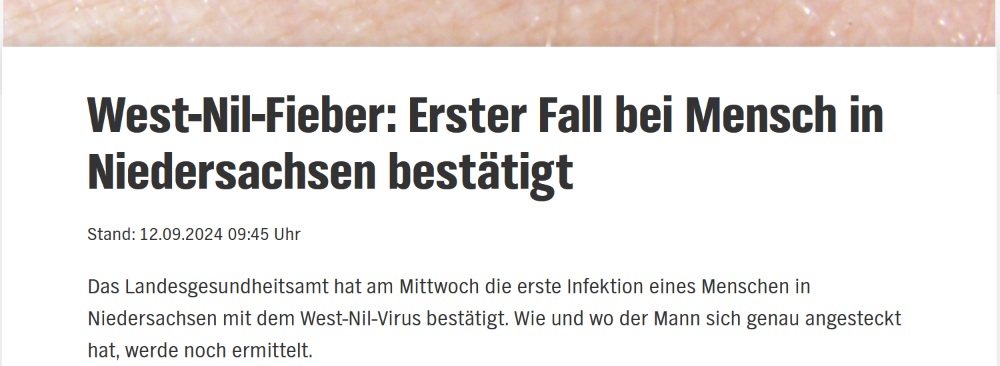 West-Nil-Fieber: Erster Fall bei Mensch in
Niedersachsen bestätigt
Stand: 12.09.2024 09:45 Uhr
Das Landesgesundheitsamt hat am Mittwoch die erste Infektion eines Menschen in
Niedersachsen mit dem West-Nil-Virus bestätigt. Wie und wo der Mann sich genau angesteckt
hat, werde noch ermittelt.